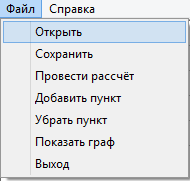 Файл Справка
Открыть
Сохранить
Провести рассчёт
Добавить пункт
Убрать пункт
Показать граф
Выход